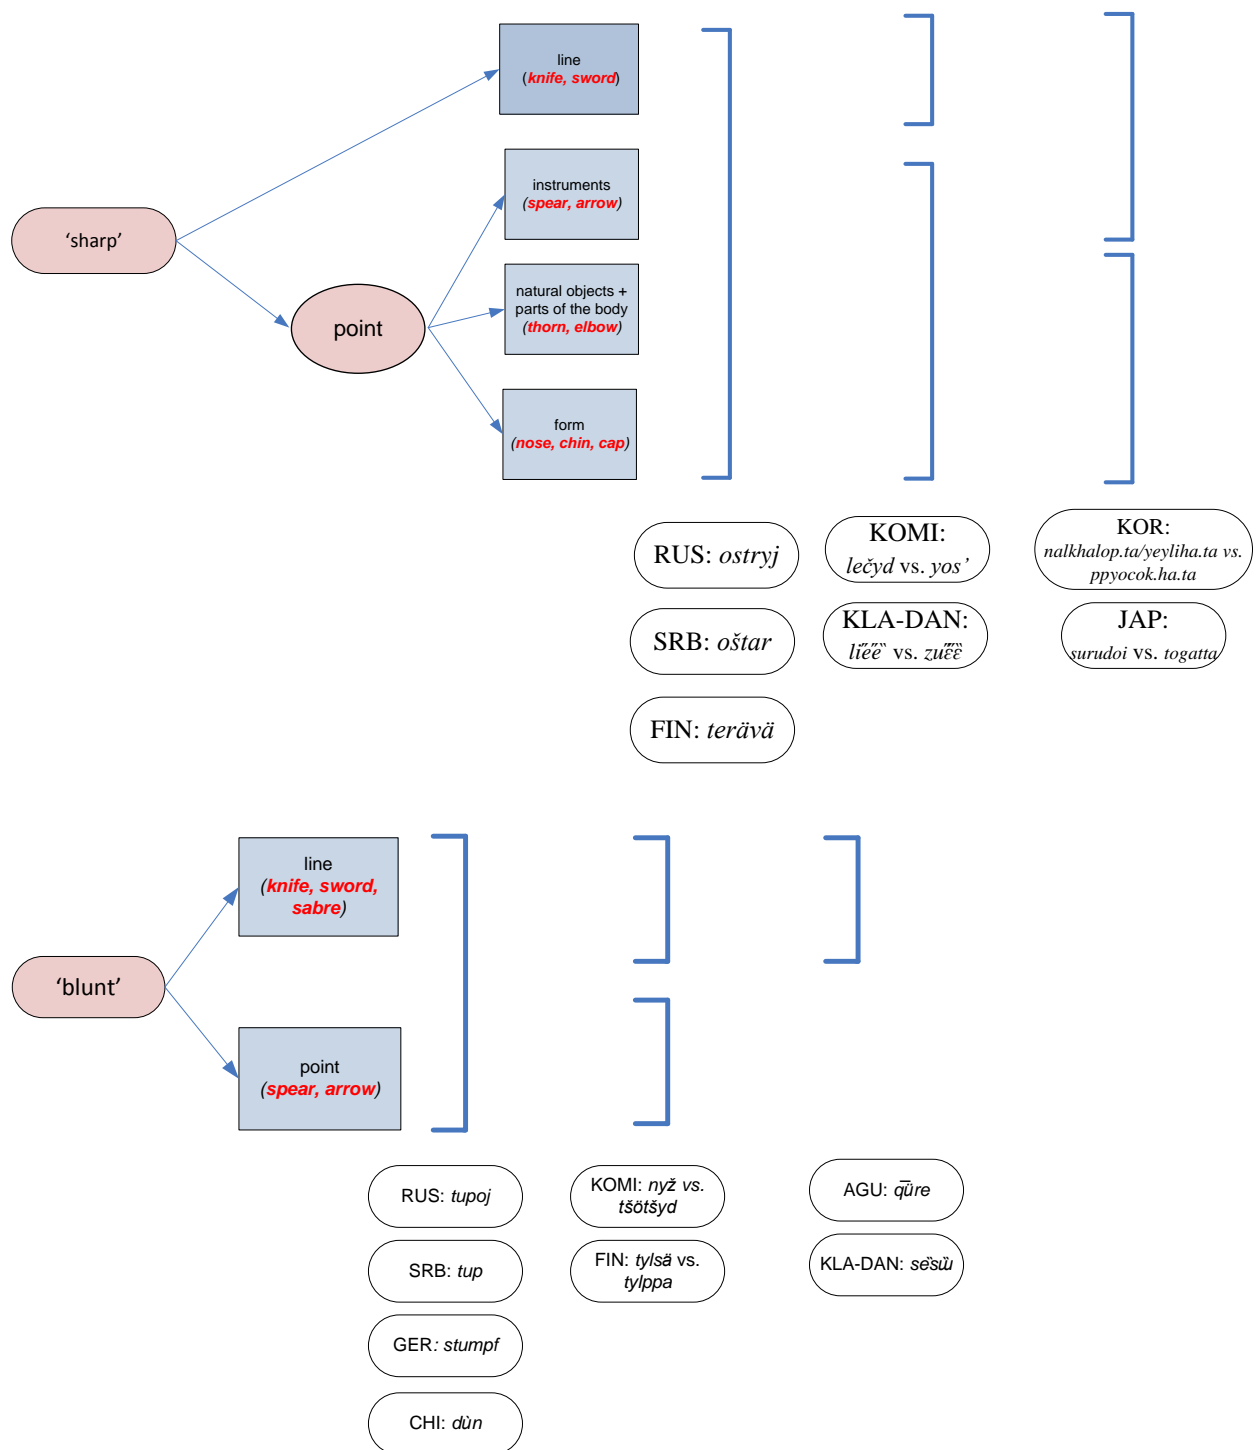 line
(knife, sword)
instruments
(spear, arrow)
‘sharp’
natural objects +
parts of the body
(thorn, elbow)
point
form
(nose, chin, cap)
RUS: ostryj
KOMI:
lečyd vs. yos’
KOR:
nalkhalop.ta/yeyliha.ta vs.
ppyocok.ha.ta
SRB: oštar
KLA-DAN:
vs.
JAP:
surudoi vs. togatta
FIN: terävä
line
(knife, sword,
sabre)
‘blunt’
point
(spear, arrow)
RUS: tupoj
KOMI: nyž vs.
tšötšyd
AGU:
SRB: tup
FIN: tylsä vs.
tylppa
KLA-DAN:
GER: stumpf
CHI: dùn